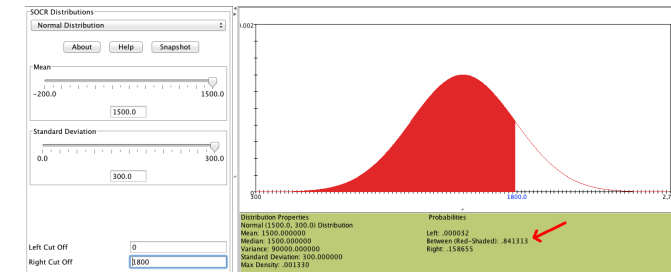 SOCR Distributions
Normal Distribution
About Help Snapshot
Mean
-200.0 1500.0
1500.0
Standard Deviation
0.0 300.0
300.0
Left Cut Off 0
Right Cut Off 1800
0.002
300 1800.0 2,7
Distribution Properties
Normal (1500.0, 300.0) Distribution
Mean: 1500.000000
Median: 1500.000000
Variance: 90000.000000
Standard Deviation: 300.000000
Max Density: .001330
Probabilities
Left: .000032
Between (Red-Shaded): .841313
Right: .158655